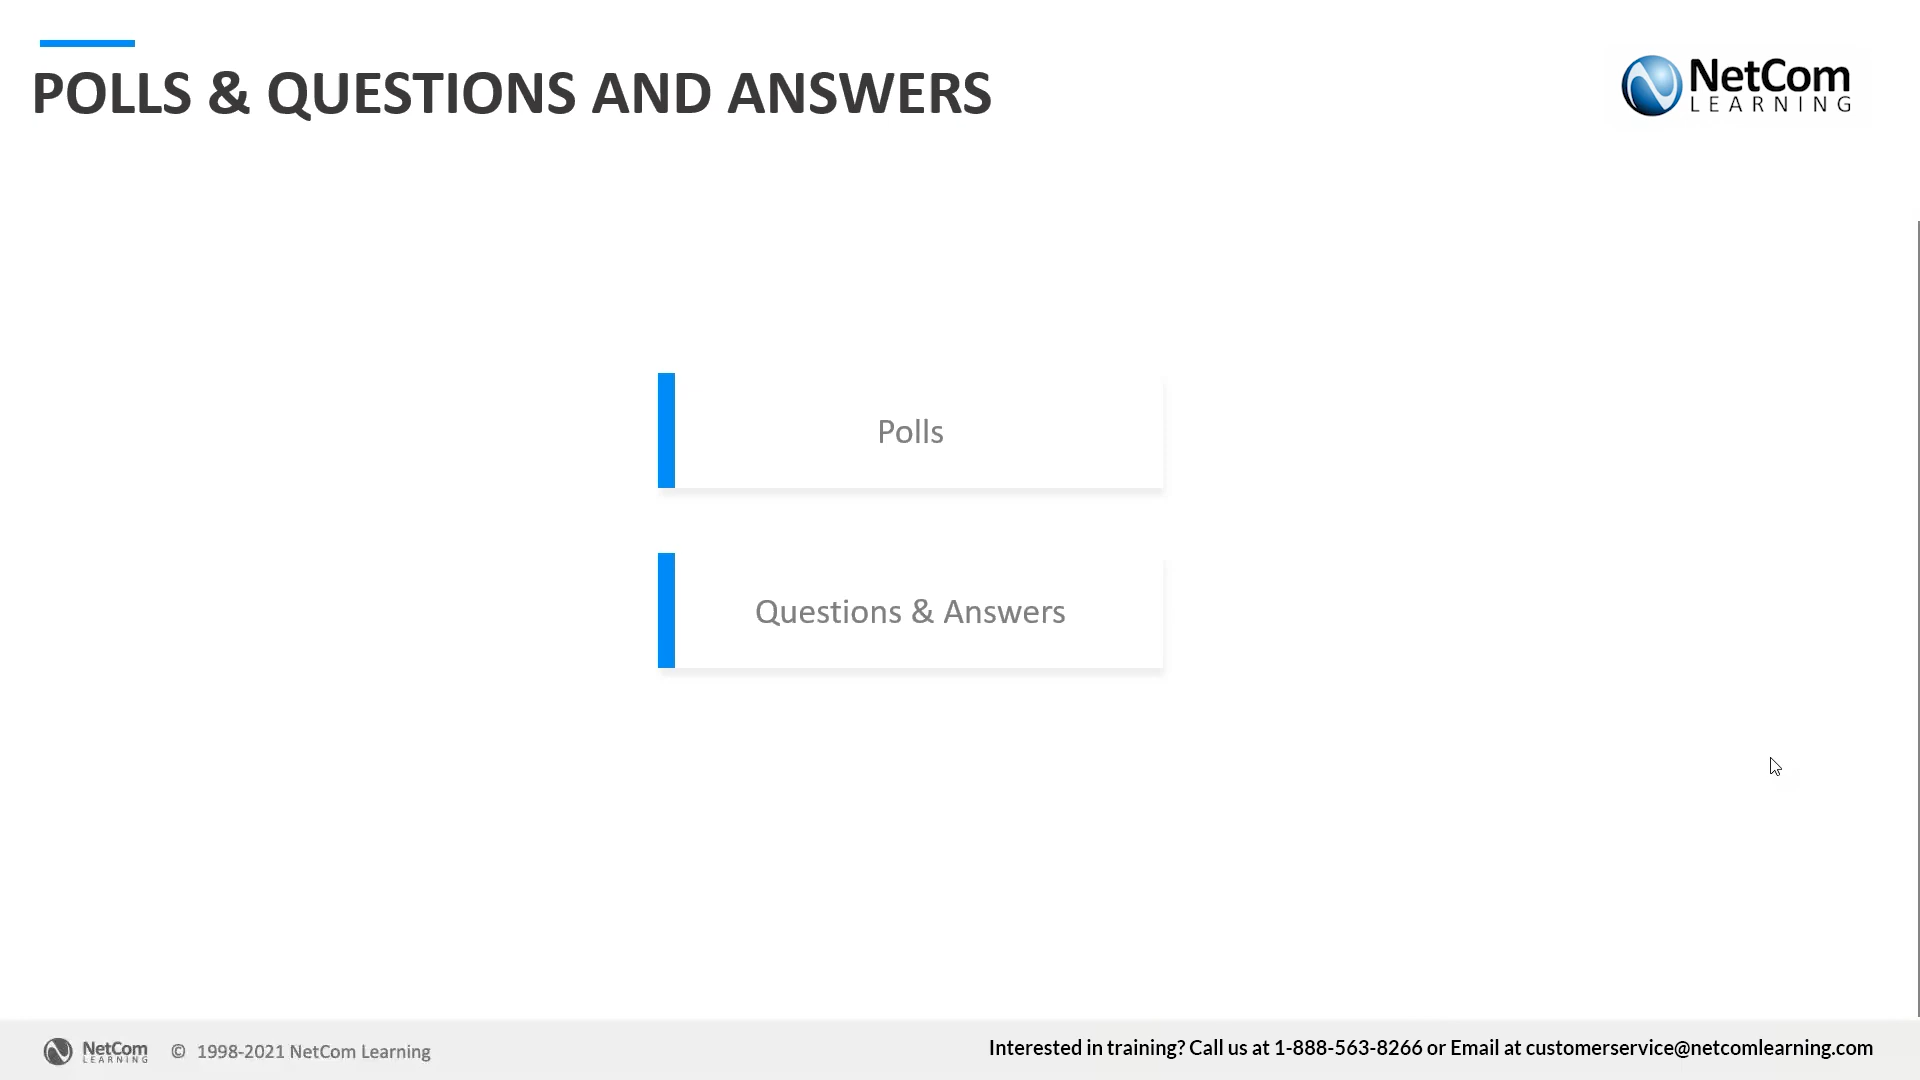 POLLS & QUESTIONS AND ANSWERS
NetCom
LEARNING
Polls
Questions & Answers
NetCom
LEARNING
© 1998-2021 NetCom Learning
Interested in training? Call us at 1-888-563-8266 or Email at customerservice@netcomlearning.com